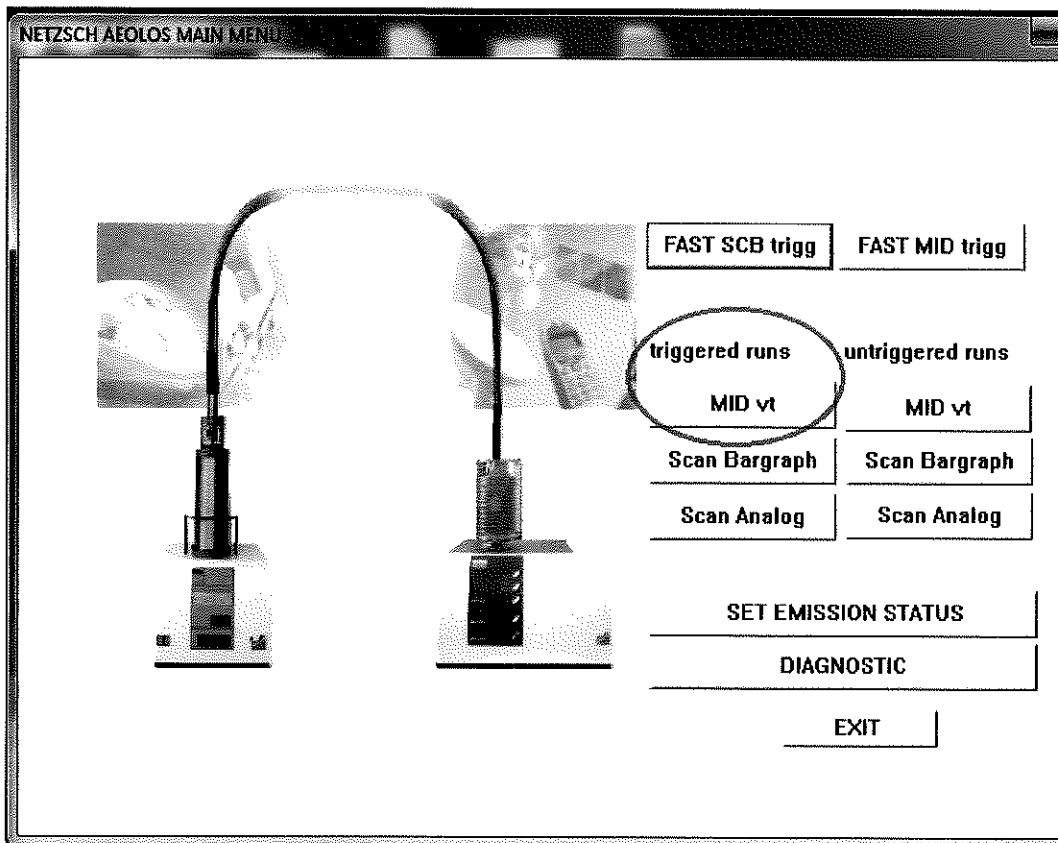 NETZSCH AEOLOS MAIN MENU
FAST SCB trigg FAST MID trigg
triggered runs untriggered runs
MID vt MID vt
Scan Bargraph Scan Bargraph
Scan Analog Scan Analog
SET EMISSION STATUS
DIAGNOSTIC
EXIT